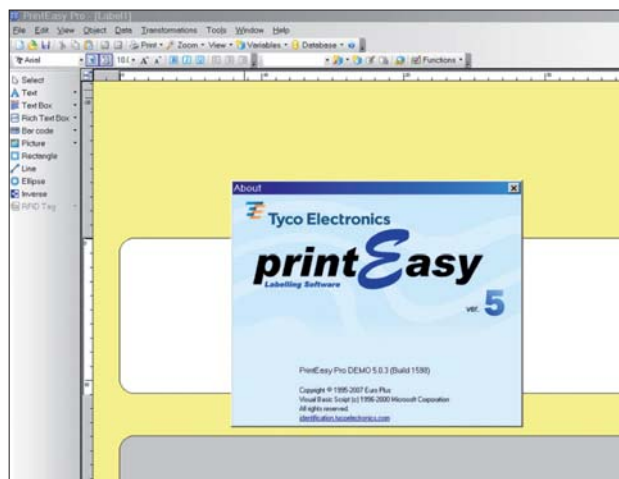 PrintEasy Pro - [Label1]
File Edit View Object Data Transformations Tools Window Help
Print Zoom View Variables Database
Arial Functions
Select
Text
Text Box
Rich Text Box
Bar code
Picture
Rectangle
Line
Ellipse
Inverse
RFID Tag
About
Tyco Electronics
printEasy
Labelling Software
ver. 5
PrintEasy Pro DEMO 5.0.3 (Build 1598)
Copyright © 1995-2007 Euro Plus
Visual Basic Script (c) 1996-2000 Microsoft Corporation
All rights reserved.
identification.tycoelectronics.com